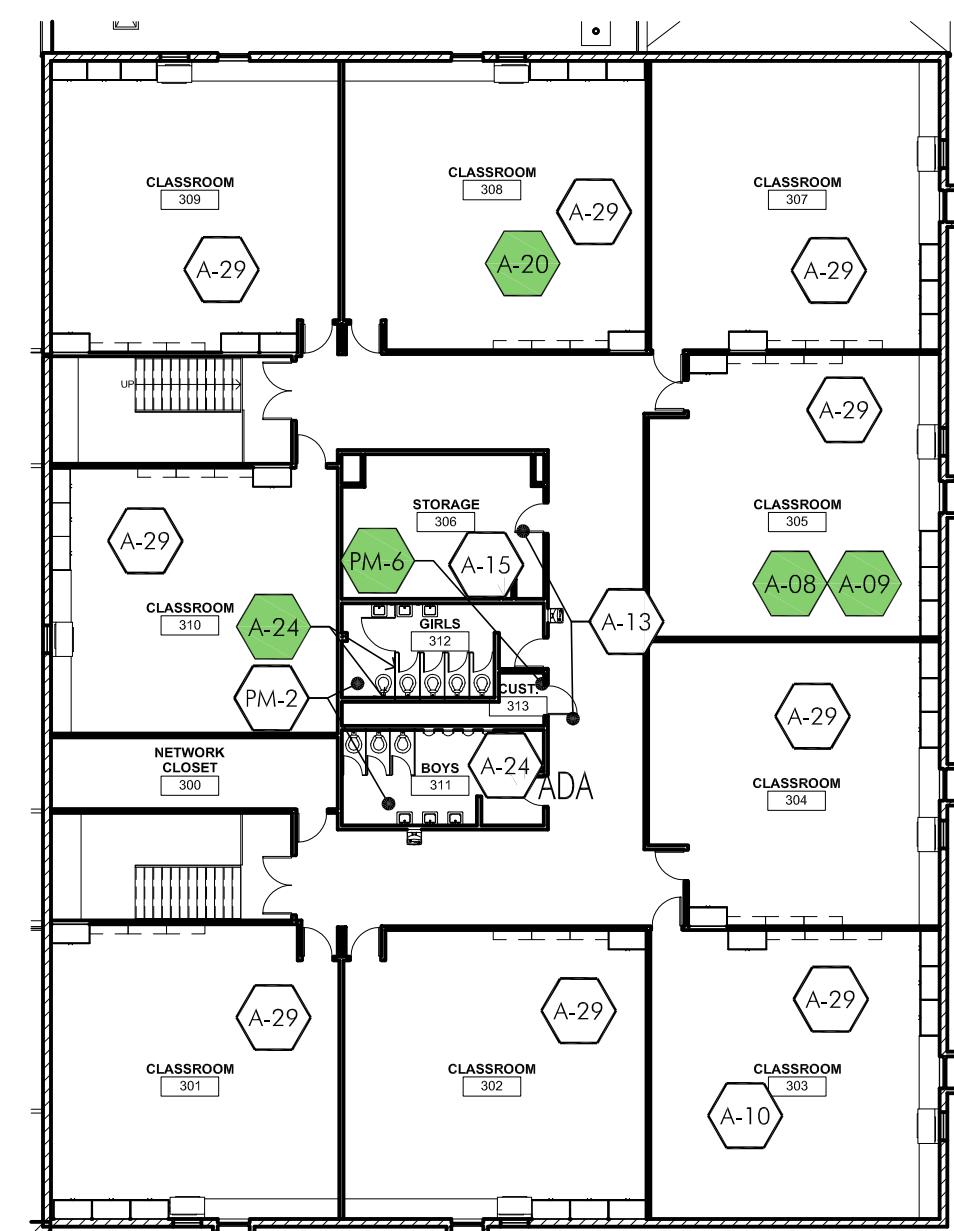 CLASSROOM
309
A-29
CLASSROOM
308
A-29
A-20
CLASSROOM
307
A-29
UP
A-29
CLASSROOM
305
A-08
A-09
STORAGE
306
PM-6
A-15
A-13
A-29
CLASSROOM
310
A-24
PM-2
GIRLS
312
CUST.
313
NETWORK
CLOSET
300
BOYS
311
A-24
ADA
A-29
CLASSROOM
304
A-29
CLASSROOM
301
A-29
CLASSROOM
302
A-29
CLASSROOM
303
A-10